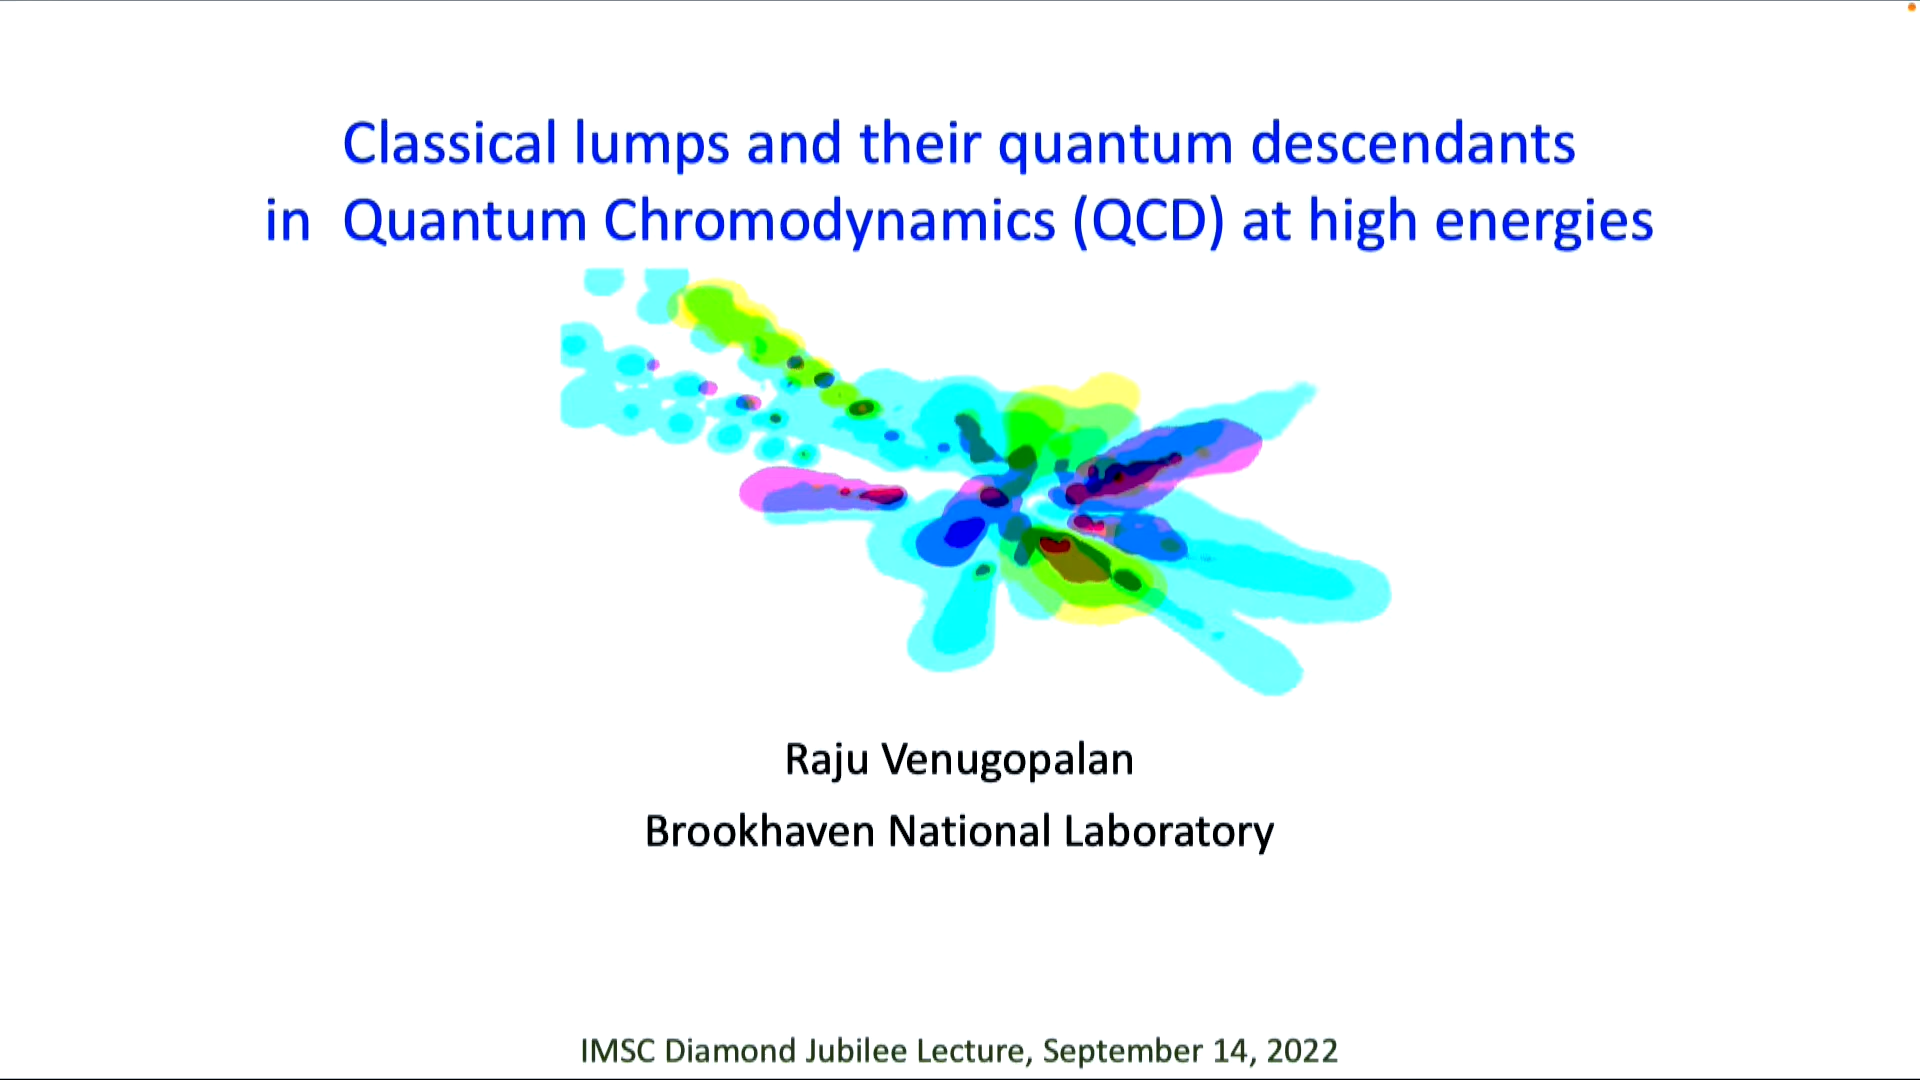 Classical lumps and their quantum descendants
in Quantum Chromodynamics (QCD) at high energies
Raju Venugopalan
Brookhaven National Laboratory
IMSC Diamond Jubilee Lecture, September 14, 2022